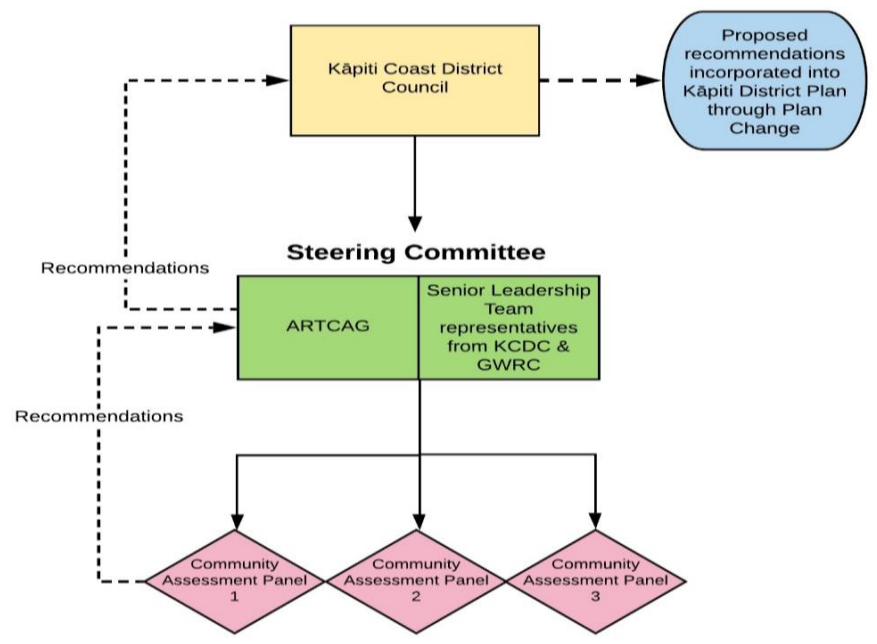 Kāpiti Coast District
Council
Proposed
recommendations
incorporated into
Kāpiti District Plan
through Plan
Change
Steering Committee
Recommendations
ARTCAG
Senior Leadership
Team
representatives
from KCDC &
GWRC
Recommendations
Community
Assessment Panel
1
Community
Assessment Panel
2
Community
Assessment Panel
3